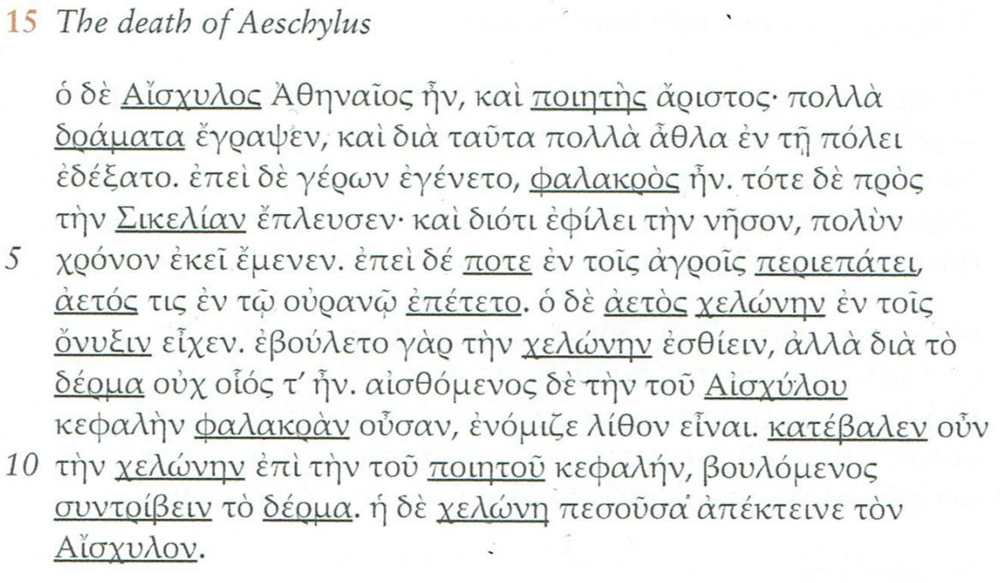 15 The death of Aeschylus
ὁ δὲ Αἴσχυλος Ἀθηναῖος ἦν, καὶ ποιητὴς ἄριστος· πολλὰ
δράματα ἔγραψεν, καὶ διὰ ταῦτα πολλὰ ἆθλα ἐν τῇ πόλει
ἐδέξατο. ἐπεὶ δὲ γέρων ἐγένετο, φαλακρὸς ἦν. τότε δὲ πρὸς
τὴν Σικελίαν ἔπλευσεν· καὶ διότι ἐφίλει τὴν νῆσον, πολὺν
5 χρόνον ἐκεῖ ἔμενεν. ἐπεὶ δέ ποτε ἐν τοῖς ἀγροῖς περιεπάτει,
ἀετός τις ἐν τῷ οὐρανῷ ἐπέτετο. ὁ δὲ ἀετὸς χελώνην ἐν τοῖς
ὄνυξιν εἶχεν. ἐβούλετο γὰρ τὴν χελώνην ἐσθίειν, ἀλλὰ διὰ τὸ
δέρμα οὐχ οἷός τ’ ἦν. αἰσθόμενος δὲ τὴν τοῦ Αἰσχύλου
κεφαλὴν φαλακρὰν οὖσαν, ἐνόμιζε λίθον εἶναι. κατέβαλεν οὖν
10 τὴν χελώνην ἐπὶ τὴν τοῦ ποιητοῦ κεφαλήν, βουλόμενος
συντρίβειν τὸ δέρμα. ἡ δὲ χελώνη πεσοῦσα ἀπέκτεινε τὸν
Αἴσχυλον.